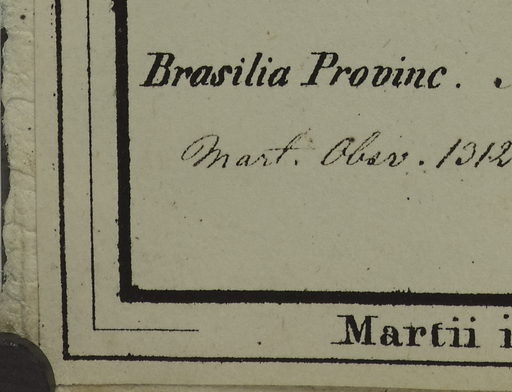 Brasilia Provinc.
Mart. Obsv. 1312
Martii i